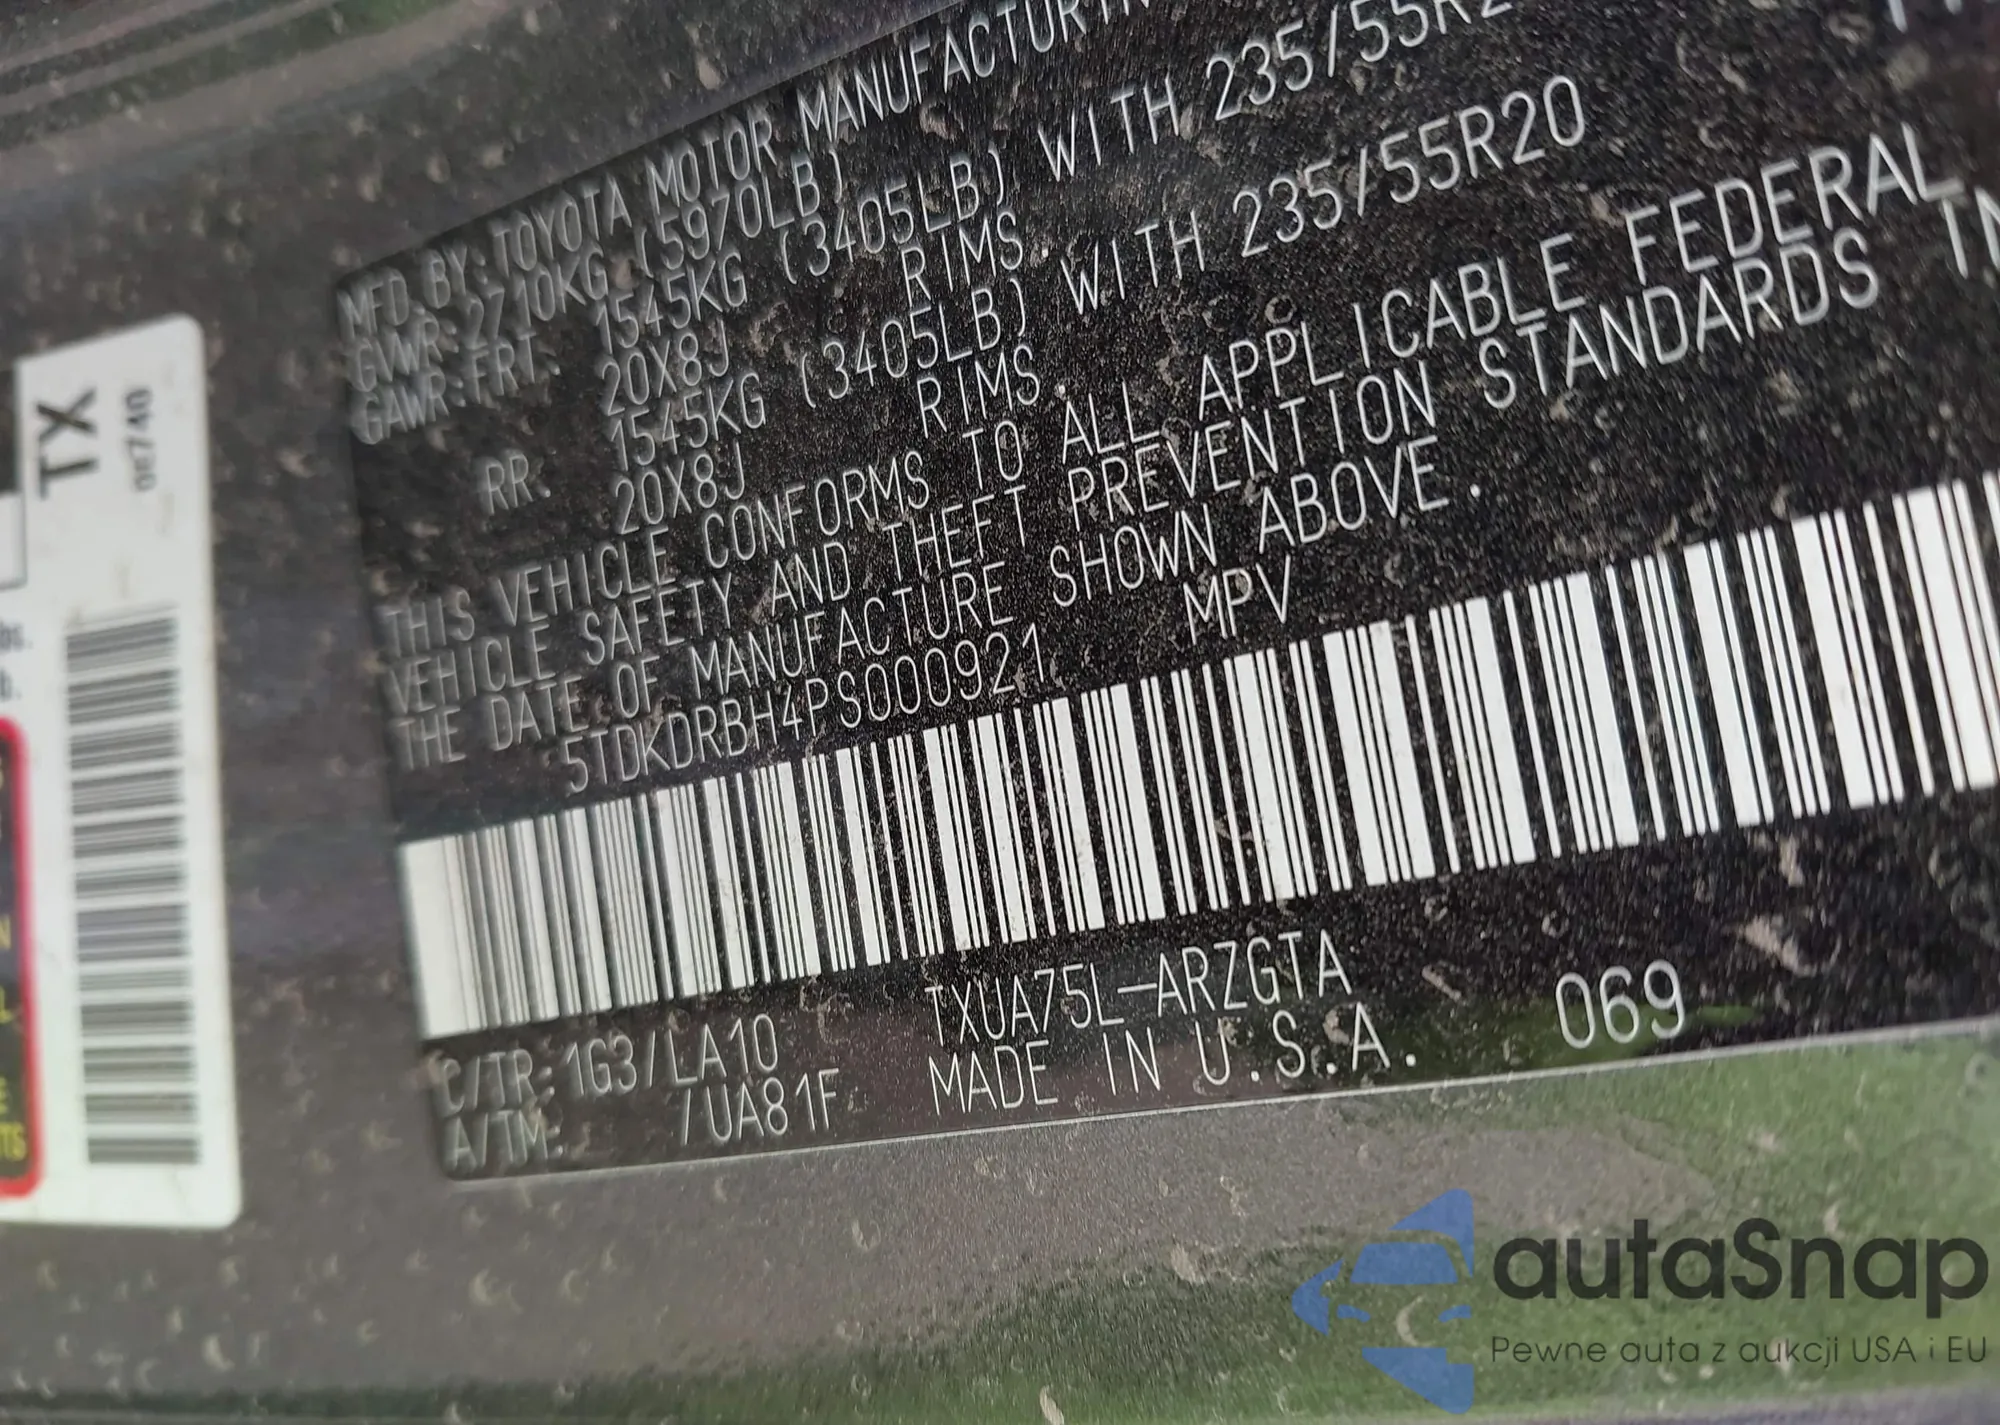 MFD. BY: TOYOTA MOTOR MANUFACTURIN
GVWR: 2710KG (5970LB)
GAWR: FRT. 1545KG (3405LB) WITH 235/55R2
20X8J RIMS.
RR. 1545KG (3405LB) WITH 235/55R20
20X8J RIMS.
THIS VEHICLE CONFORMS TO ALL APPLICABLE FEDERAL
VEHICLE SAFETY AND THEFT PREVENTION STANDARDS IN
THE DATE OF MANUFACTURE SHOWN ABOVE.
5TDKDRBH4PS000921 MPV
C/TR: 1G3/LA10 TXUA75L-ARZGTA
A/TM: /UA81F MADE IN U.S.A. 069
TX
autaSnap
Pewne auta z aukcji USA i EU